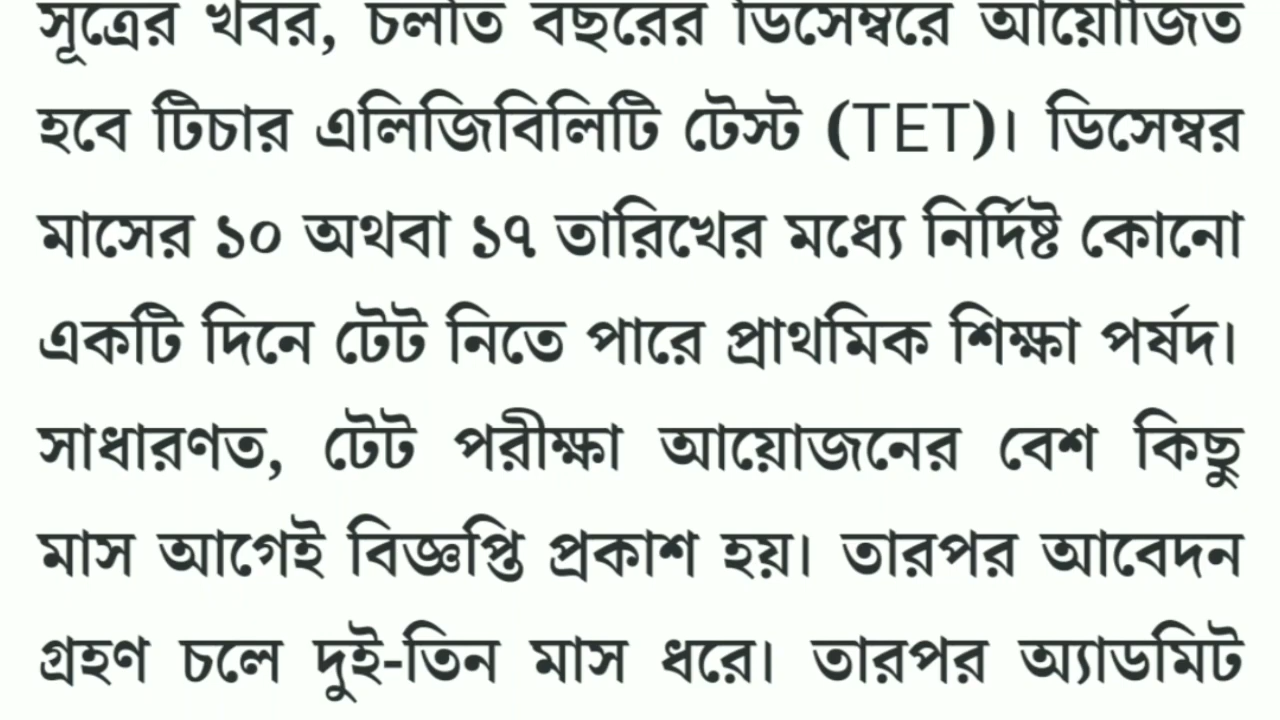 সূত্রের খবর, চলতি বছরের ডিসেম্বরে আয়োজিত
হবে টিচার এলিজিবিলিটি টেস্ট (TET)। ডিসেম্বর
মাসের ১০ অথবা ১৭ তারিখের মধ্যে নির্দিষ্ট কোনো
একটি দিনে টেট নিতে পারে প্রাথমিক শিক্ষা পর্ষদ।
সাধারণত, টেট পরীক্ষা আয়োজনের বেশ কিছু
মাস আগেই বিজ্ঞপ্তি প্রকাশ হয়। তারপর আবেদন
গ্রহণ চলে দুই-তিন মাস ধরে। তারপর অ্যাডমিট